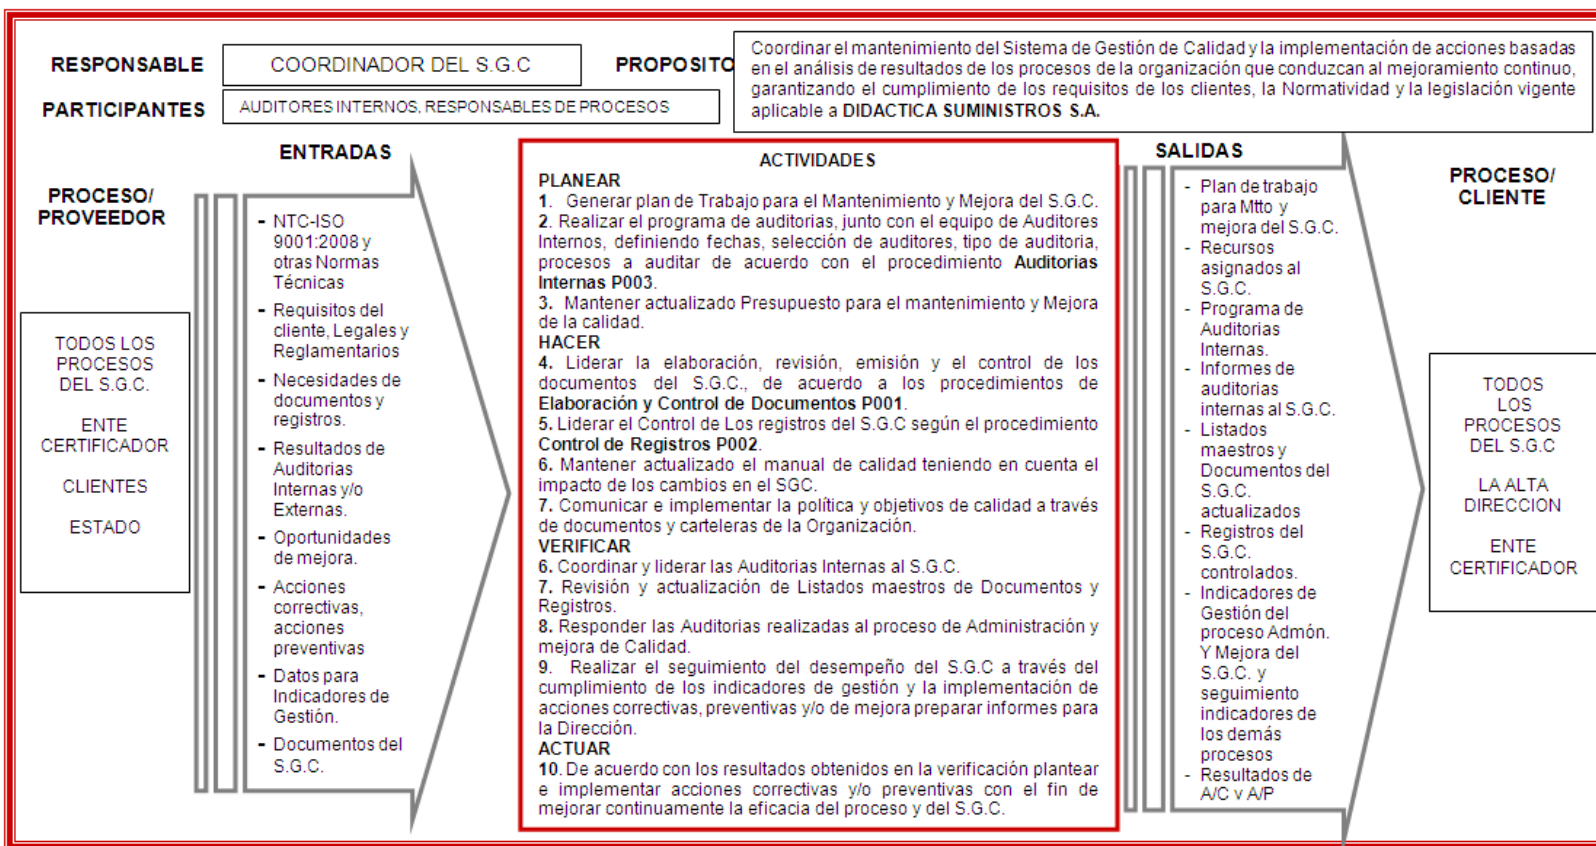 RESPONSABLE
COORDINADOR DEL S.G.C
PROPOSITO
Coordinar el mantenimiento del Sistema de Gestión de Calidad y la implementación de acciones basadas
en el análisis de resultados de los procesos de la organización que conduzcan al mejoramiento continuo,
garantizando el cumplimiento de los requisitos de los clientes, la Normatividad y la legislación vigente
aplicable a DIDACTICA SUMINISTROS S.A.
PARTICIPANTES
AUDITORES INTERNOS, RESPONSABLES DE PROCESOS
PROCESO/
PROVEEDOR
TODOS LOS
PROCESOS
DEL S.G.C.
ENTE
CERTIFICADOR
CLIENTES
ESTADO
ENTRADAS
- NTC-ISO
9001:2008 y
otras Normas
Técnicas
- Requisitos del
cliente, Legales y
Reglamentarios
- Necesidades de
documentos y
registros.
- Resultados de
Auditorias
Internas y/o
Externas.
- Oportunidades
de mejora.
- Acciones
correctivas,
acciones
preventivas
- Datos para
Indicadores de
Gestión.
- Documentos del
S.G.C.
ACTIVIDADES
PLANEAR
1. Generar plan de Trabajo para el Mantenimiento y Mejora del S.G.C.
2. Realizar el programa de auditorias, junto con el equipo de Auditores
Internos, definiendo fechas, selección de auditores, tipo de auditoria,
procesos a auditar de acuerdo con el procedimiento Auditorias
Internas P003.
3. Mantener actualizado Presupuesto para el mantenimiento y Mejora
de la calidad.
HACER
4. Liderar la elaboración, revisión, emisión y el control de los
documentos del S.G.C., de acuerdo a los procedimientos de
Elaboración y Control de Documentos P001.
5. Liderar el Control de Los registros del S.G.C según el procedimiento
Control de Registros P002.
6. Mantener actualizado el manual de calidad teniendo en cuenta el
impacto de los cambios en el SGC.
7. Comunicar e implementar la política y objetivos de calidad a través
de documentos y carteleras de la Organización.
VERIFICAR
6. Coordinar y liderar las Auditorias Internas al S.G.C.
7. Revisión y actualización de Listados maestros de Documentos y
Registros.
8. Responder las Auditorias realizadas al proceso de Administración y
mejora de Calidad.
9. Realizar el seguimiento del desempeño del S.G.C a través del
cumplimiento de los indicadores de gestión y la implementación de
acciones correctivas, preventivas y/o de mejora preparar informes para
la Dirección.
ACTUAR
10. De acuerdo con los resultados obtenidos en la verificación plantear
e implementar acciones correctivas y/o preventivas con el fin de
mejorar continuamente la eficacia del proceso y del S.G.C.
SALIDAS
- Plan de trabajo
para Mtto y
mejora del S.G.C.
- Recursos
asignados al
S.G.C.
- Programa de
Auditorias
Internas.
- Informes de
auditorias
internas al S.G.C.
- Listados
maestros y
Documentos del
S.G.C.
actualizados
- Registros del
S.G.C.
controlados.
- Indicadores de
Gestión del
proceso Admón.
Y Mejora del
S.G.C. y
seguimiento
indicadores de
los demás
procesos
- Resultados de
A/C y A/P
PROCESO/
CLIENTE
TODOS
LOS
PROCESOS
DEL S.G.C
LA ALTA
DIRECCION
ENTE
CERTIFICADOR